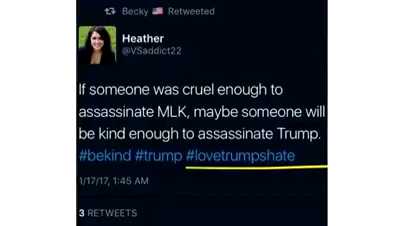 Becky 🇺🇸 Retweeted
Heather
@VSaddict22
If someone was cruel enough to
assassinate MLK, maybe someone will
be kind enough to assassinate Trump.
#bekind #trump #lovetrumpshate
1/17/17, 1:45 AM
3 RETWEETS